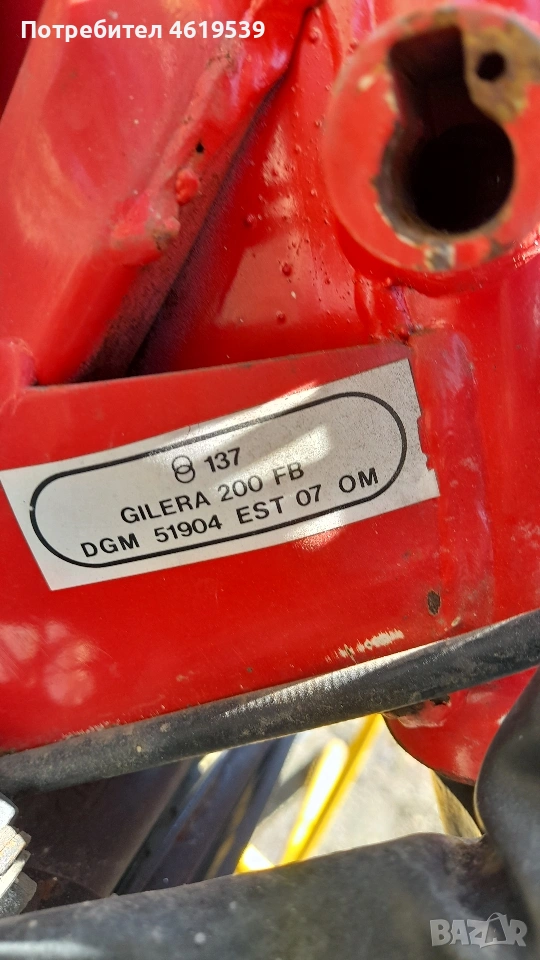 Потребител 4619539
137
GILERA 200 FB
DGM 51904 EST 07 OM
BAZAR